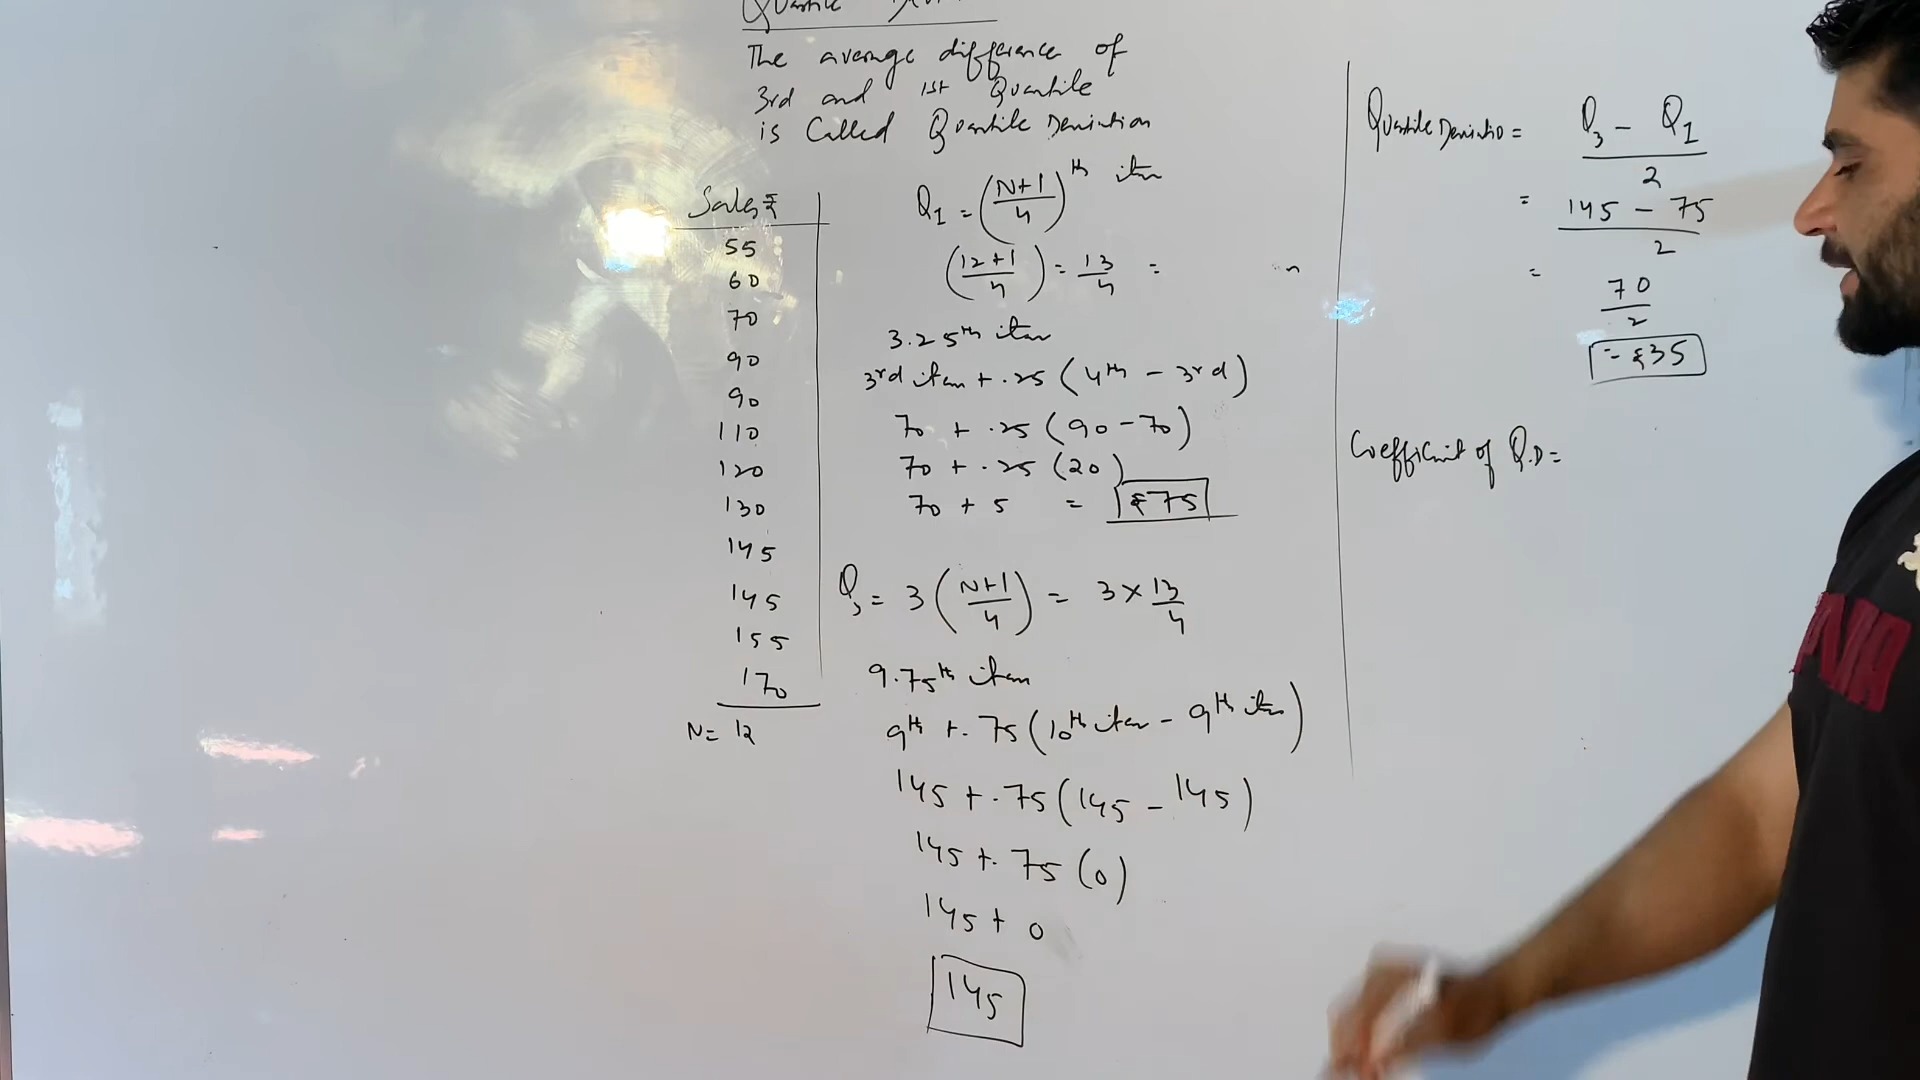 The average difference of
3rd and 1st Quartile
is Called Quartile Deviation
Sales ₹
55
60
70
90
90
110
120
130
145
145
155
170
N= 12
Q1 = (N+1/4)th item
(12+1/4) = 13/4 =
3.25th item
3rd item + .25 (4th - 3rd)
70 + .25 (90-70)
70 + .25 (20)
70 + 5 = ₹75
Q3 = 3 (N+1/4) = 3 × 13/4
9.75th item
9th + .75 (10th item - 9th item)
145 + .75 (145 - 145)
145 + .75 (0)
145 + 0
145
Quartile Deviatio = Q3 - Q1 / 2
= 145 - 75 / 2
= 70 / 2
= ₹35
Coefficient of Q.D =